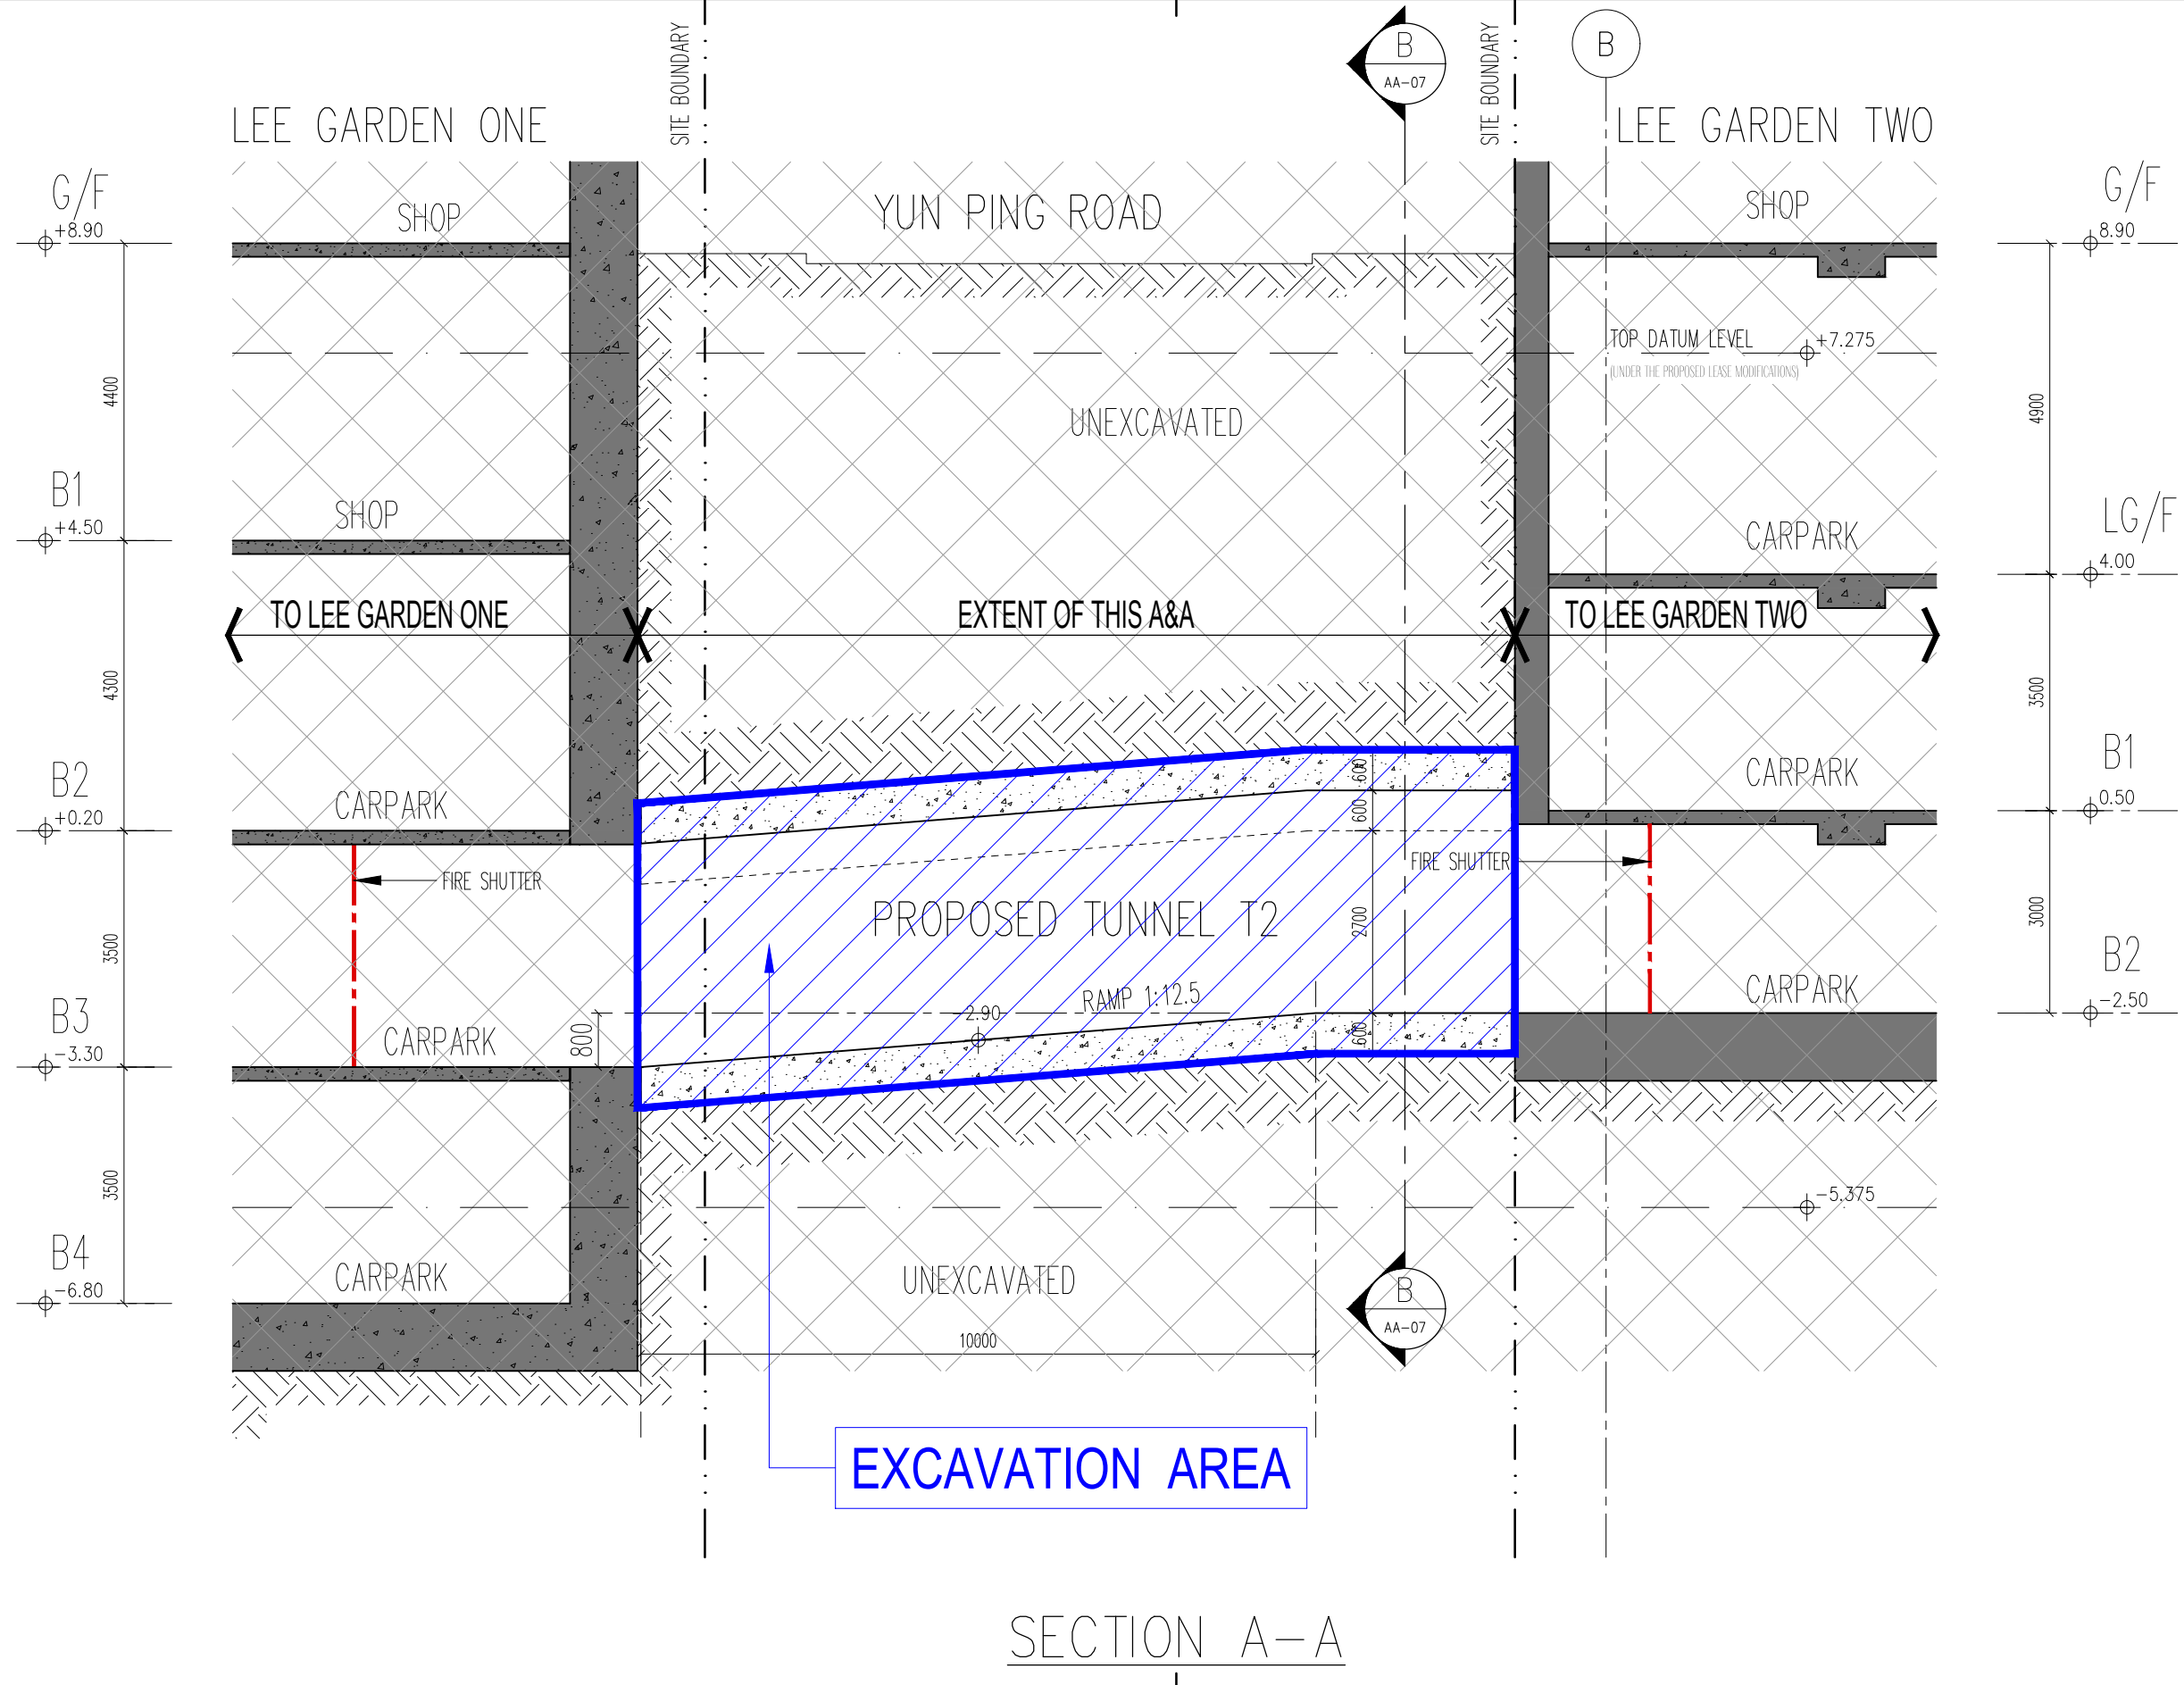 SITE BOUNDARY
B
AA-07
SITE BOUNDARY
B
LEE GARDEN ONE
LEE GARDEN TWO
G/F
+8.90
SHOP
YUN PING ROAD
SHOP
G/F
8.90
TOP DATUM LEVEL
+7.275
(UNDER THE PROPOSED LEASE MODIFICATIONS)
4400
UNEXCAVATED
4900
B1
+4.50
SHOP
CARPARK
LG/F
4.00
TO LEE GARDEN ONE
EXTENT OF THIS A&A
TO LEE GARDEN TWO
4300
3500
B2
+0.20
CARPARK
600
600
CARPARK
B1
0.50
FIRE SHUTTER
FIRE SHUTTER
PROPOSED TUNNEL T2
2700
3500
3000
B2
-2.50
CARPARK
RAMP 1:12.5
-2.90
B3
-3.30
CARPARK
800
600
3500
-5.375
B4
-6.80
CARPARK
UNEXCAVATED
B
AA-07
10000
EXCAVATION AREA
SECTION A-A